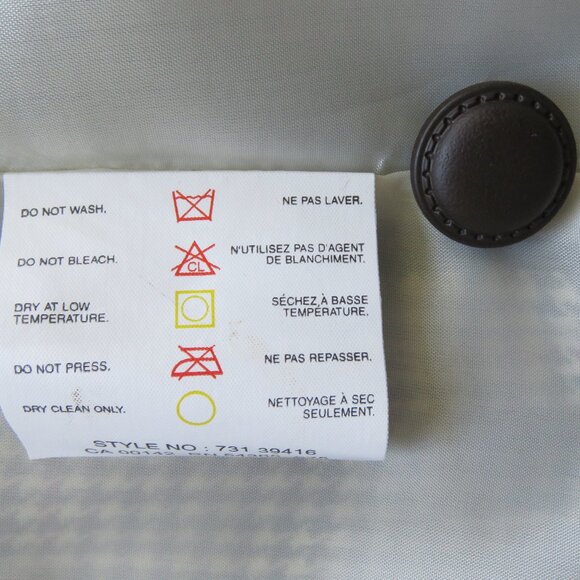 DO NOT WASH.
NE PAS LAVER.
DO NOT BLEACH.
CL
N'UTILISEZ PAS D'AGENT
DE BLANCHIMENT.
DRY AT LOW
TEMPERATURE.
SÉCHEZ À BASSE
TEMPÉRATURE.
DO NOT PRESS.
NE PAS REPASSER.
DRY CLEAN ONLY.
NETTOYAGE À SEC
SEULEMENT.
STYLE NO : 731 39416
CA 00142